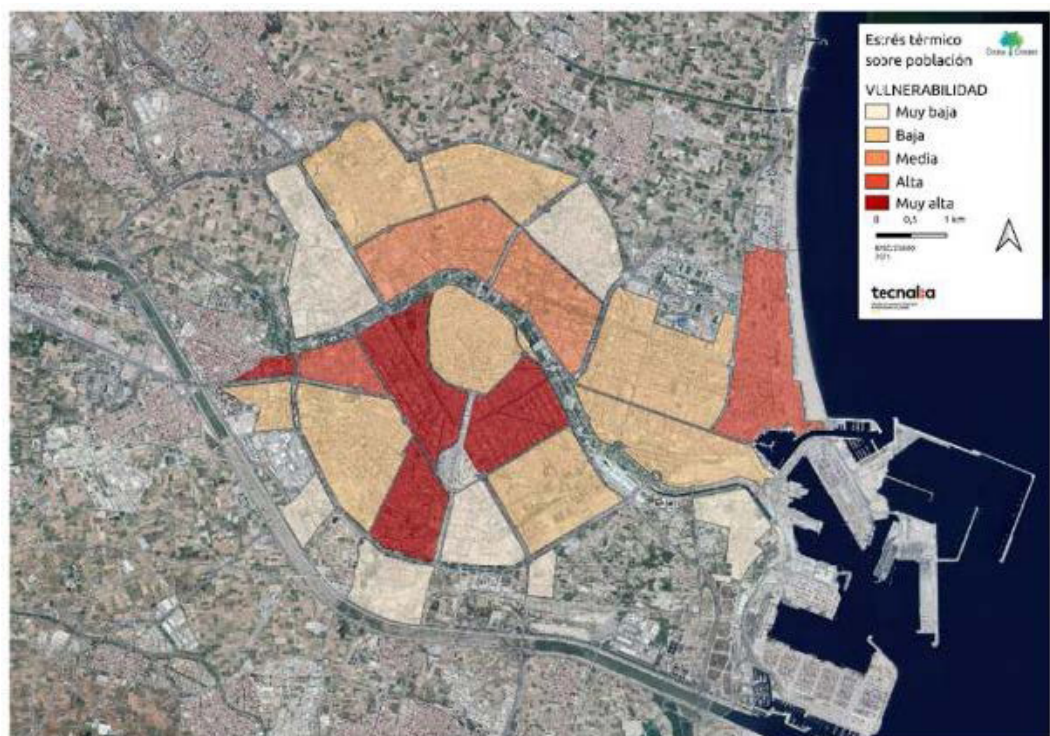 Estrés térmico
sobre población
VULNERABILIDAD
Muy baja
Baja
Media
Alta
Muy alta
0 0,5 1 km
tecnalia